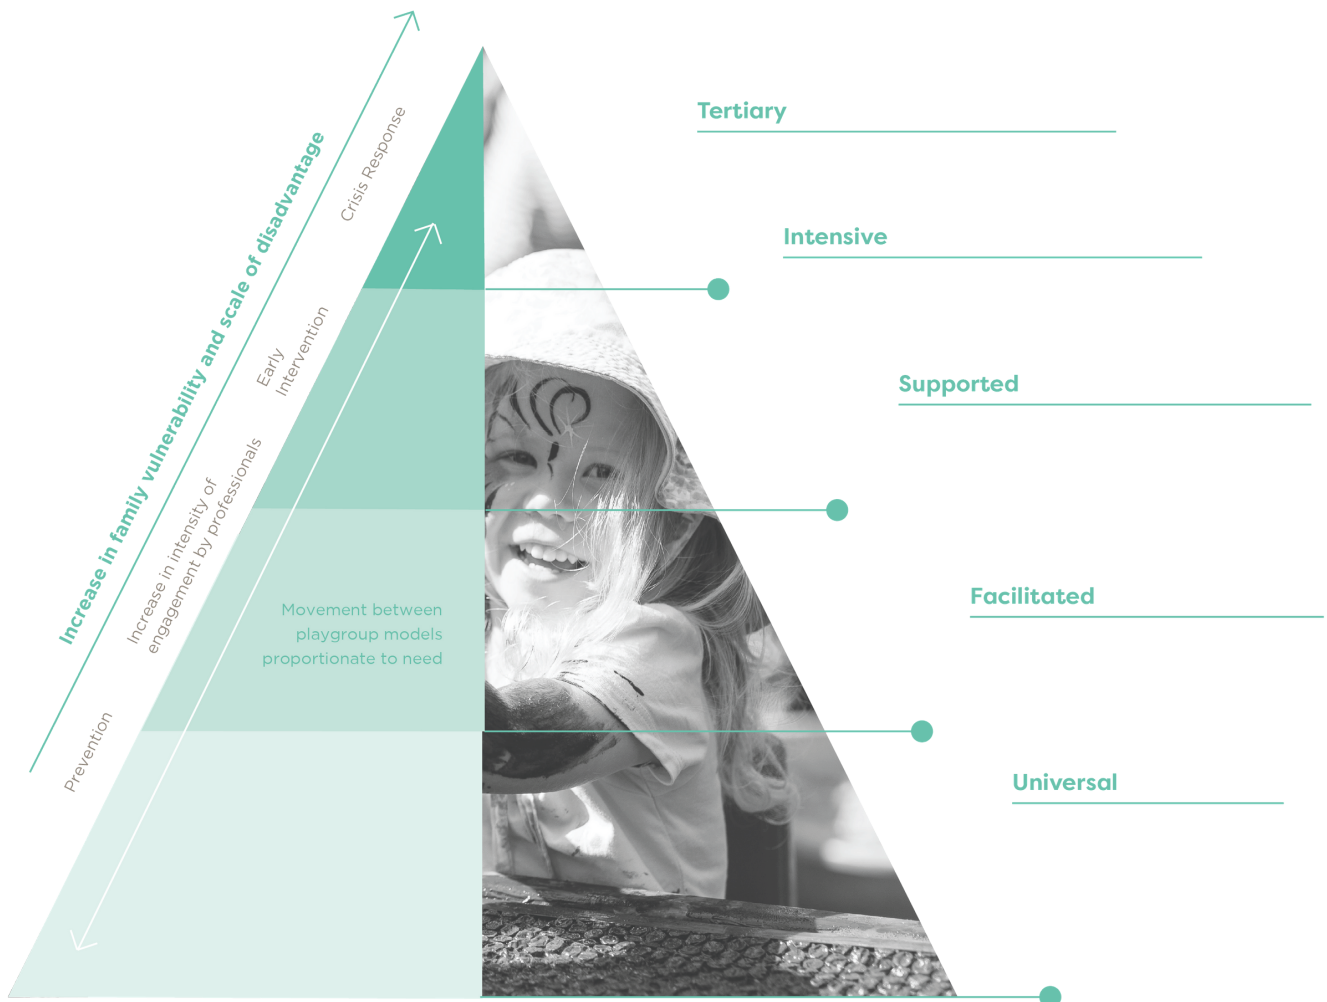 Increase in family vulnerability and scale of disadvantage
Crisis Response
Early
Intervention
Increase in intensity of
engagement by professionals
Prevention
Movement between
playgroup models
proportionate to need
Tertiary
Intensive
Supported
Facilitated
Universal